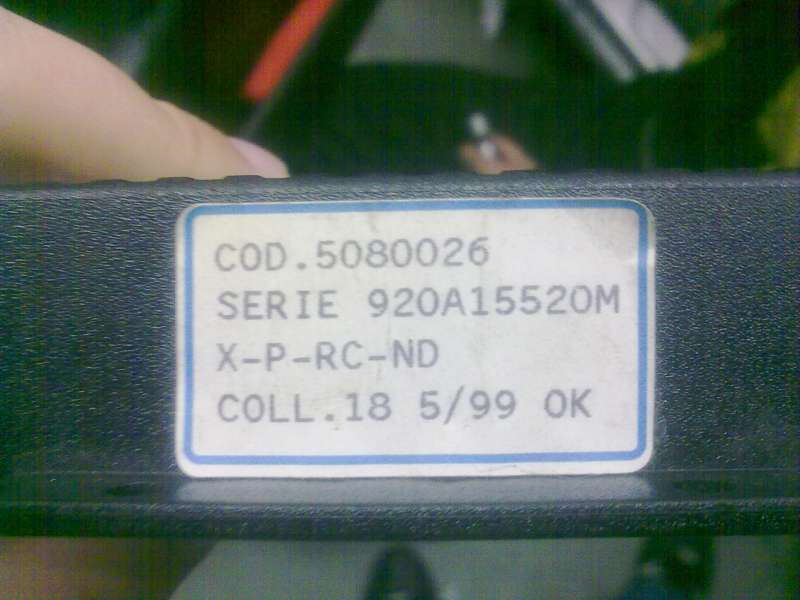 COD.5080026
SERIE 920A15520M
X-P-RC-ND
COLL.18 5/99 OK